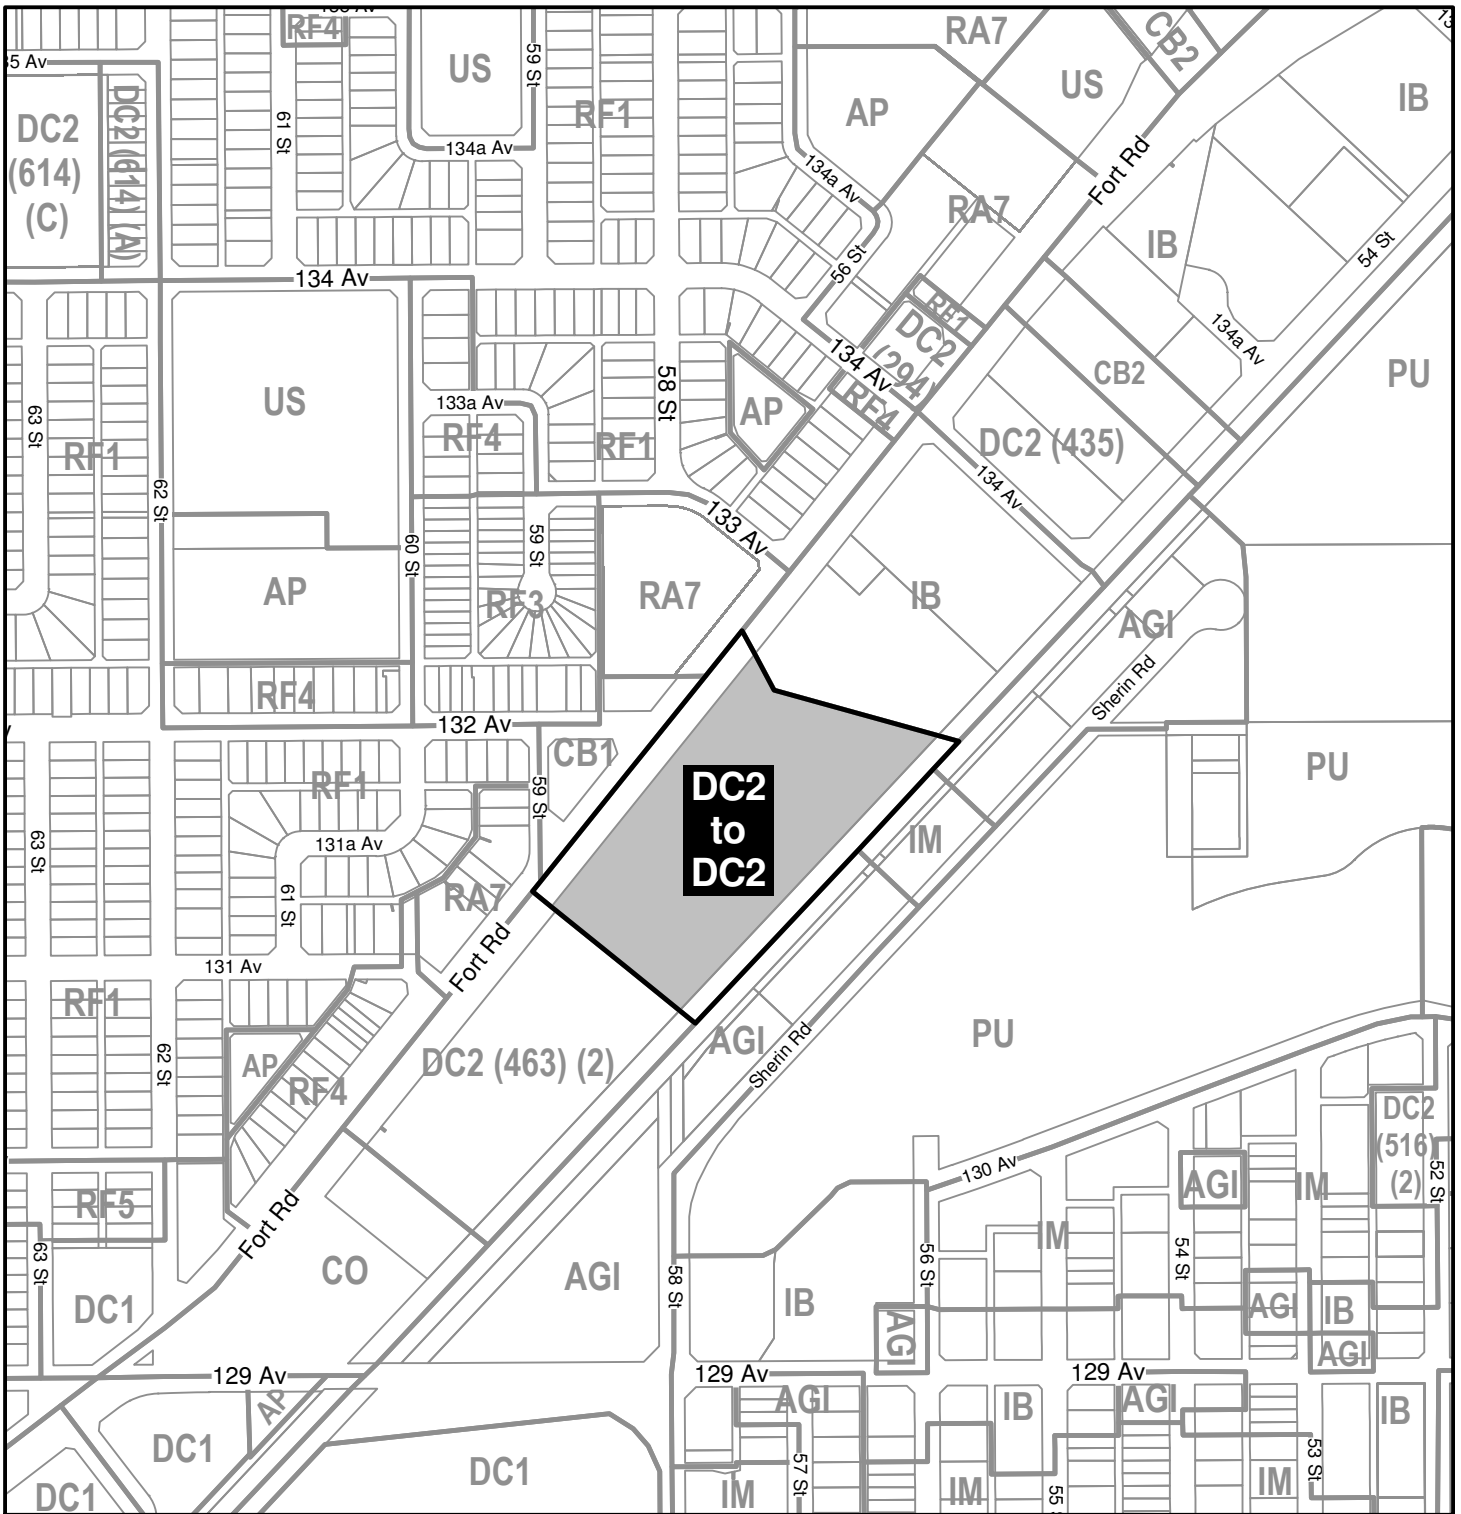 RF4
RA7
CB2
US
59 St
US
IB
35 Av
DC2
(614)
(C)
DC2 (614) (A)
61 St
RF1
AP
134a Av
134a Av
Fort Rd
RA7
IB
54 St
56 St
134 Av
RF1
DC2
(294)
134a Av
134 Av
CB2
PU
63 St
US
133a Av
58 St
AP
RF4
RF1
RF4
RF1
DC2 (435)
62 St
134 Av
133 Av
60 St
59 St
AP
RF3
RA7
IB
AGI
RF4
Sherin Rd
132 Av
CB1
PU
RF1
59 St
DC2
to
DC2
63 St
131a Av
IM
61 St
RA7
Fort Rd
131 Av
RF1
62 St
AP
RF4
DC2 (463) (2)
AGI
Sherin Rd
PU
DC2
(516)
(2)
130 Av
AGI
IM
52 St
RF5
Fort Rd
IM
54 St
63 St
CO
AGI
58 St
56 St
DC1
IB
AGI
AGI
IB
AGI
129 Av
129 Av
129 Av
AP
AGI
IB
AGI
IB
DC1
DC1
57 St
53 St
DC1
IM
IM
55
IM